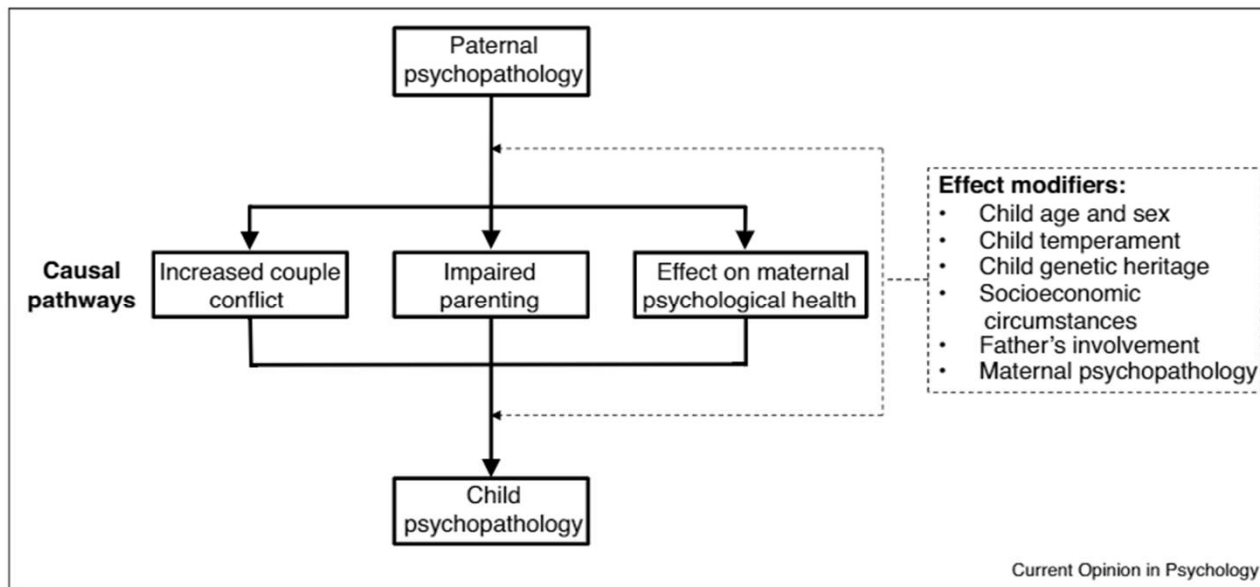 Paternal
psychopathology
Effect modifiers:
• Child age and sex
• Child temperament
• Child genetic heritage
• Socioeconomic
circumstances
• Father's involvement
• Maternal psychopathology
Causal
pathways
Increased couple
conflict
Impaired
parenting
Effect on maternal
psychological health
Child
psychopathology
Current Opinion in Psychology